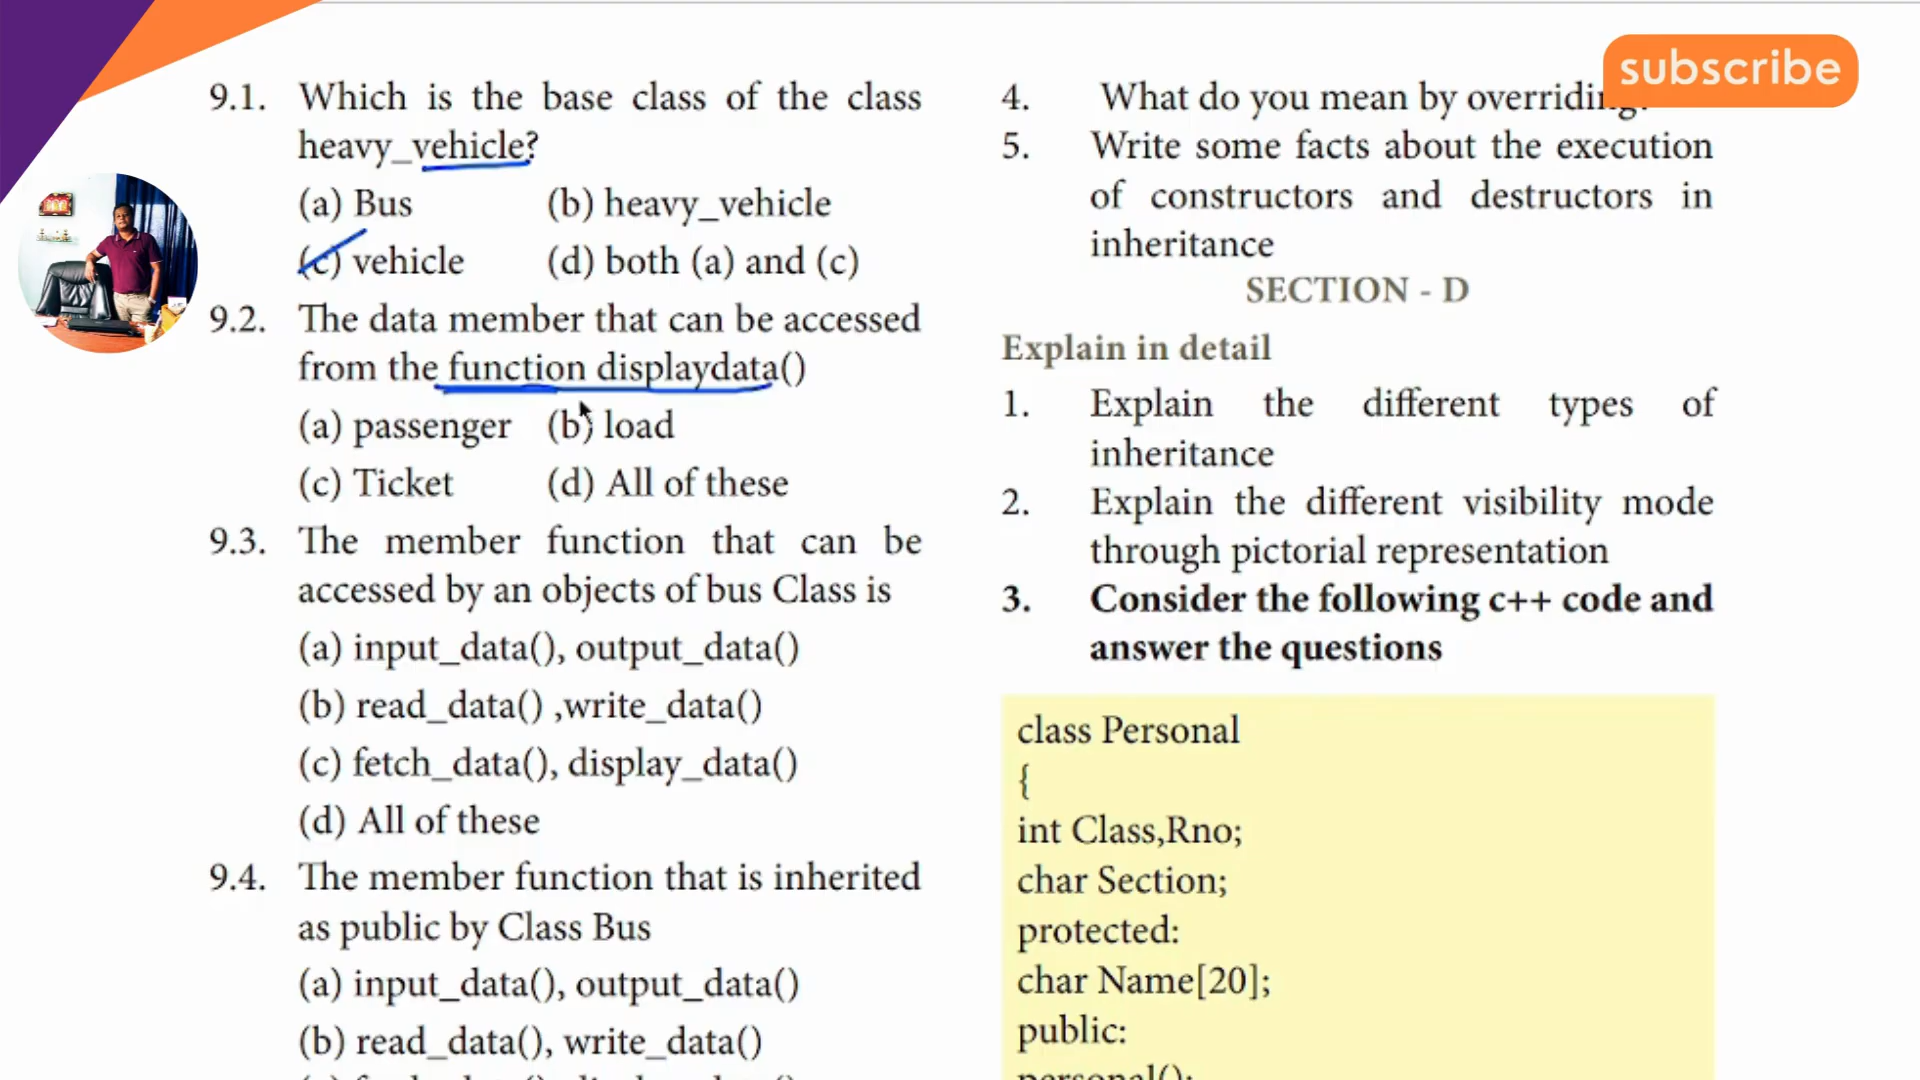 subscribe
9.1. Which is the base class of the class
heavy_vehicle?
(a) Bus (b) heavy_vehicle
(c) vehicle (d) both (a) and (c)
9.2. The data member that can be accessed
from the function displaydata()
(a) passenger (b) load
(c) Ticket (d) All of these
9.3. The member function that can be
accessed by an objects of bus Class is
(a) input_data(), output_data()
(b) read_data() ,write_data()
(c) fetch_data(), display_data()
(d) All of these
9.4. The member function that is inherited
as public by Class Bus
(a) input_data(), output_data()
(b) read_data(), write_data()
4. What do you mean by overriding?
5. Write some facts about the execution
of constructors and destructors in
inheritance
SECTION - D
Explain in detail
1. Explain the different types of
inheritance
2. Explain the different visibility mode
through pictorial representation
3. Consider the following c++ code and
answer the questions
class Personal
{
int Class,Rno;
char Section;
protected:
char Name[20];
public:
personal();